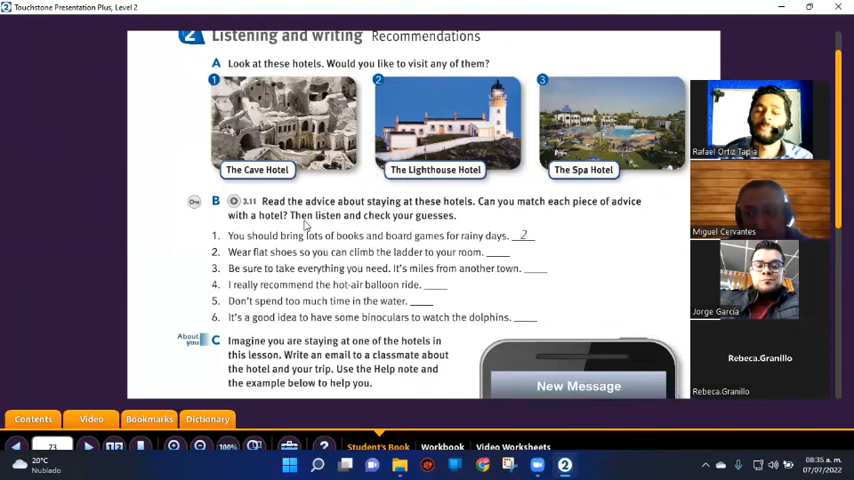 Touchstone Presentation Plus, Level 2
2 Listening and writing Recommendations
A Look at these hotels. Would you like to visit any of them?
1 2 3
The Cave Hotel The Lighthouse Hotel The Spa Hotel
B 3.11 Read the advice about staying at these hotels. Can you match each piece of advice
with a hotel? Then listen and check your guesses.
1. You should bring lots of books and board games for rainy days. 2
2. Wear flat shoes so you can climb the ladder to your room. ____
3. Be sure to take everything you need. It's miles from another town. ____
4. I really recommend the hot-air balloon ride. ____
5. Don't spend too much time in the water. ____
6. It's a good idea to have some binoculars to watch the dolphins. ____
About you C Imagine you are staying at one of the hotels in
this lesson. Write an email to a classmate about
the hotel and your trip. Use the Help note and
the example below to help you.
New Message
Rafael Ortiz Tapia
Miguel Cervantes
Jorge García
Rebeca.Granillo
Rebeca.Granillo
Contents Video Bookmarks Dictionary
73 100% ? Student's Book Workbook Video Worksheets
20°C
Nublado
2
08:35 a. m.
07/07/2022